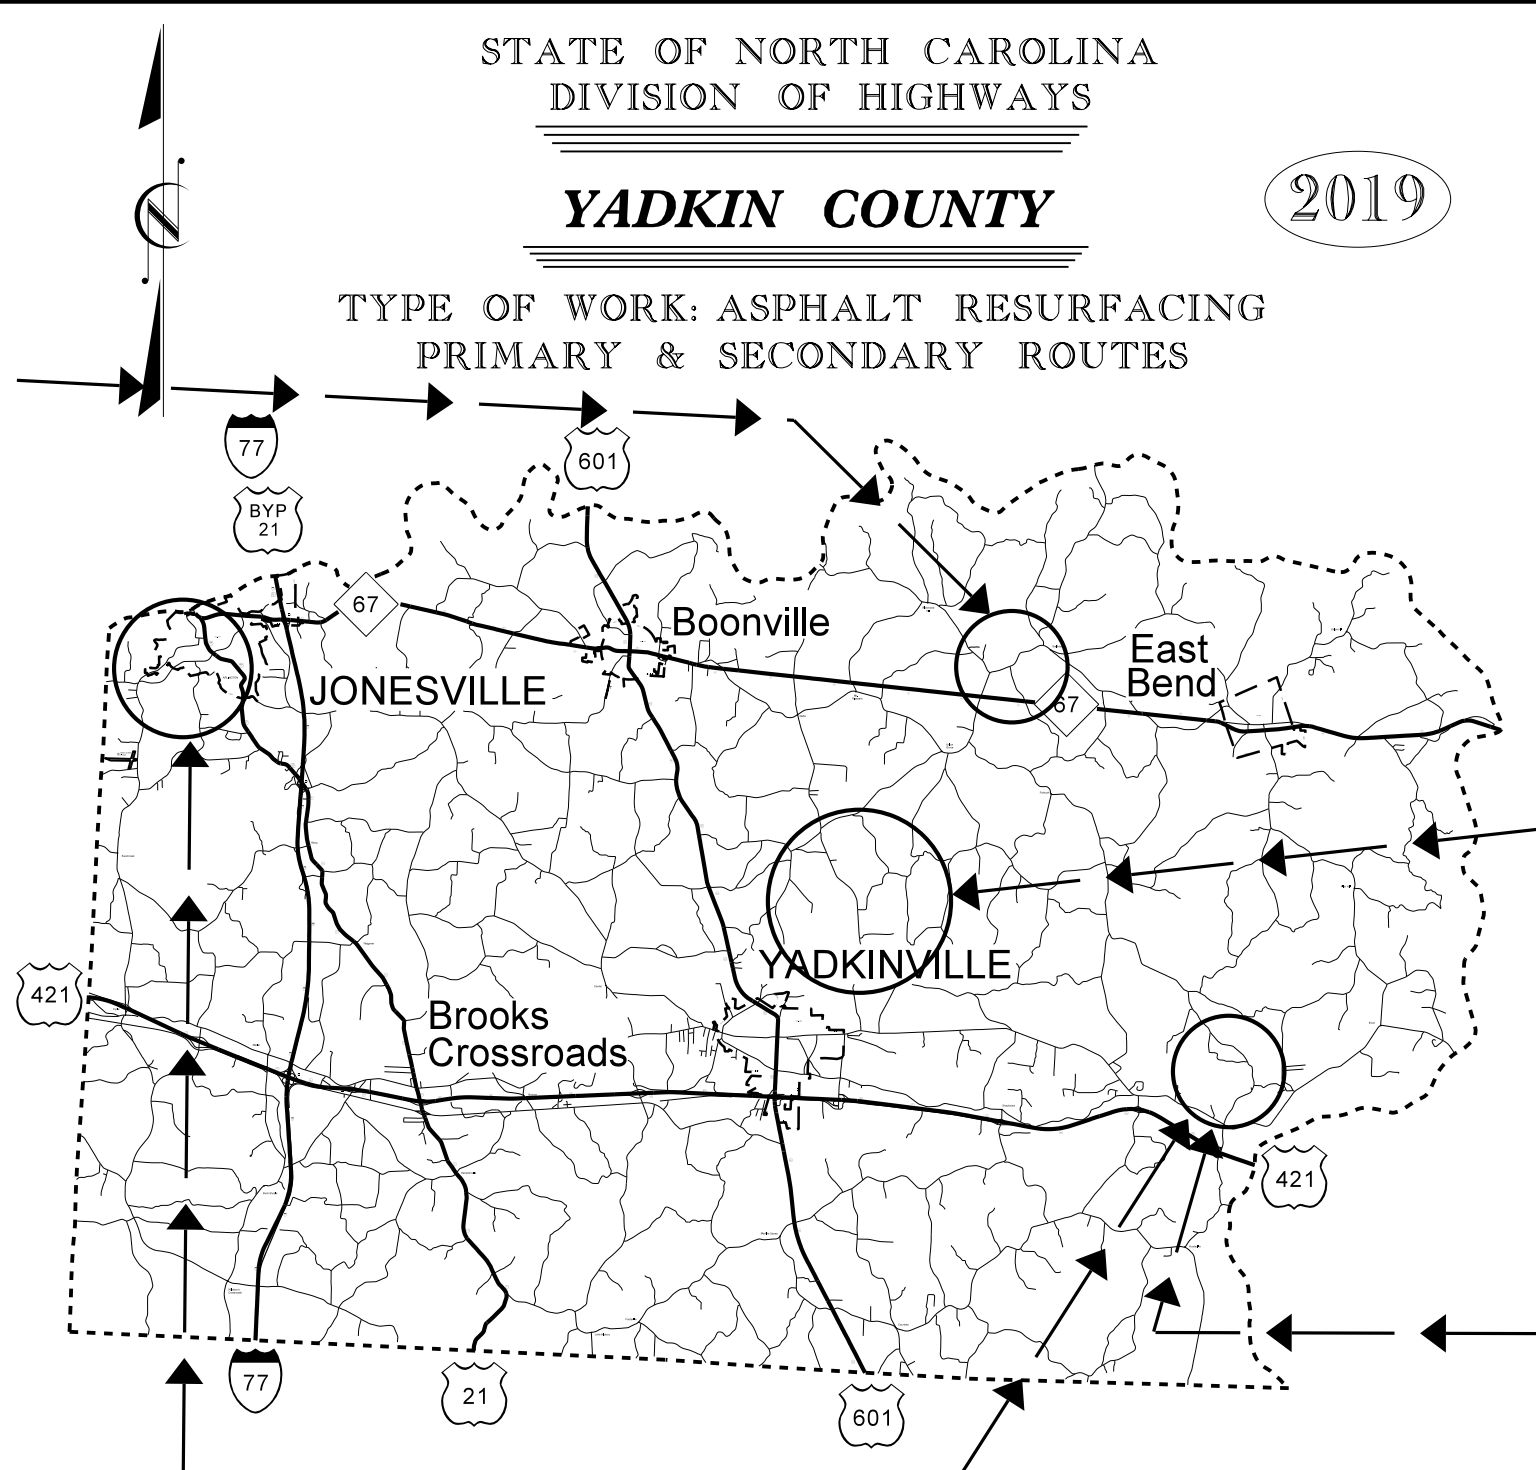 STATE OF NORTH CAROLINA
DIVISION OF HIGHWAYS
YADKIN COUNTY
2019
TYPE OF WORK: ASPHALT RESURFACING
PRIMARY & SECONDARY ROUTES
N
77
601
BYP
21
67
Boonville
East
Bend
JONESVILLE
67
YADKINVILLE
421
Brooks
Crossroads
421
77
21
601